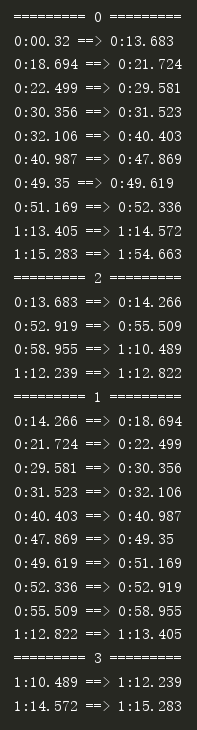 ========= 0 =========
0:00.32 ==> 0:13.683
0:18.694 ==> 0:21.724
0:22.499 ==> 0:29.581
0:30.356 ==> 0:31.523
0:32.106 ==> 0:40.403
0:40.987 ==> 0:47.869
0:49.35 ==> 0:49.619
0:51.169 ==> 0:52.336
1:13.405 ==> 1:14.572
1:15.283 ==> 1:54.663
========= 2 =========
0:13.683 ==> 0:14.266
0:52.919 ==> 0:55.509
0:58.955 ==> 1:10.489
1:12.239 ==> 1:12.822
========= 1 =========
0:14.266 ==> 0:18.694
0:21.724 ==> 0:22.499
0:29.581 ==> 0:30.356
0:31.523 ==> 0:32.106
0:40.403 ==> 0:40.987
0:47.869 ==> 0:49.35
0:49.619 ==> 0:51.169
0:52.336 ==> 0:52.919
0:55.509 ==> 0:58.955
1:12.822 ==> 1:13.405
========= 3 =========
1:10.489 ==> 1:12.239
1:14.572 ==> 1:15.283